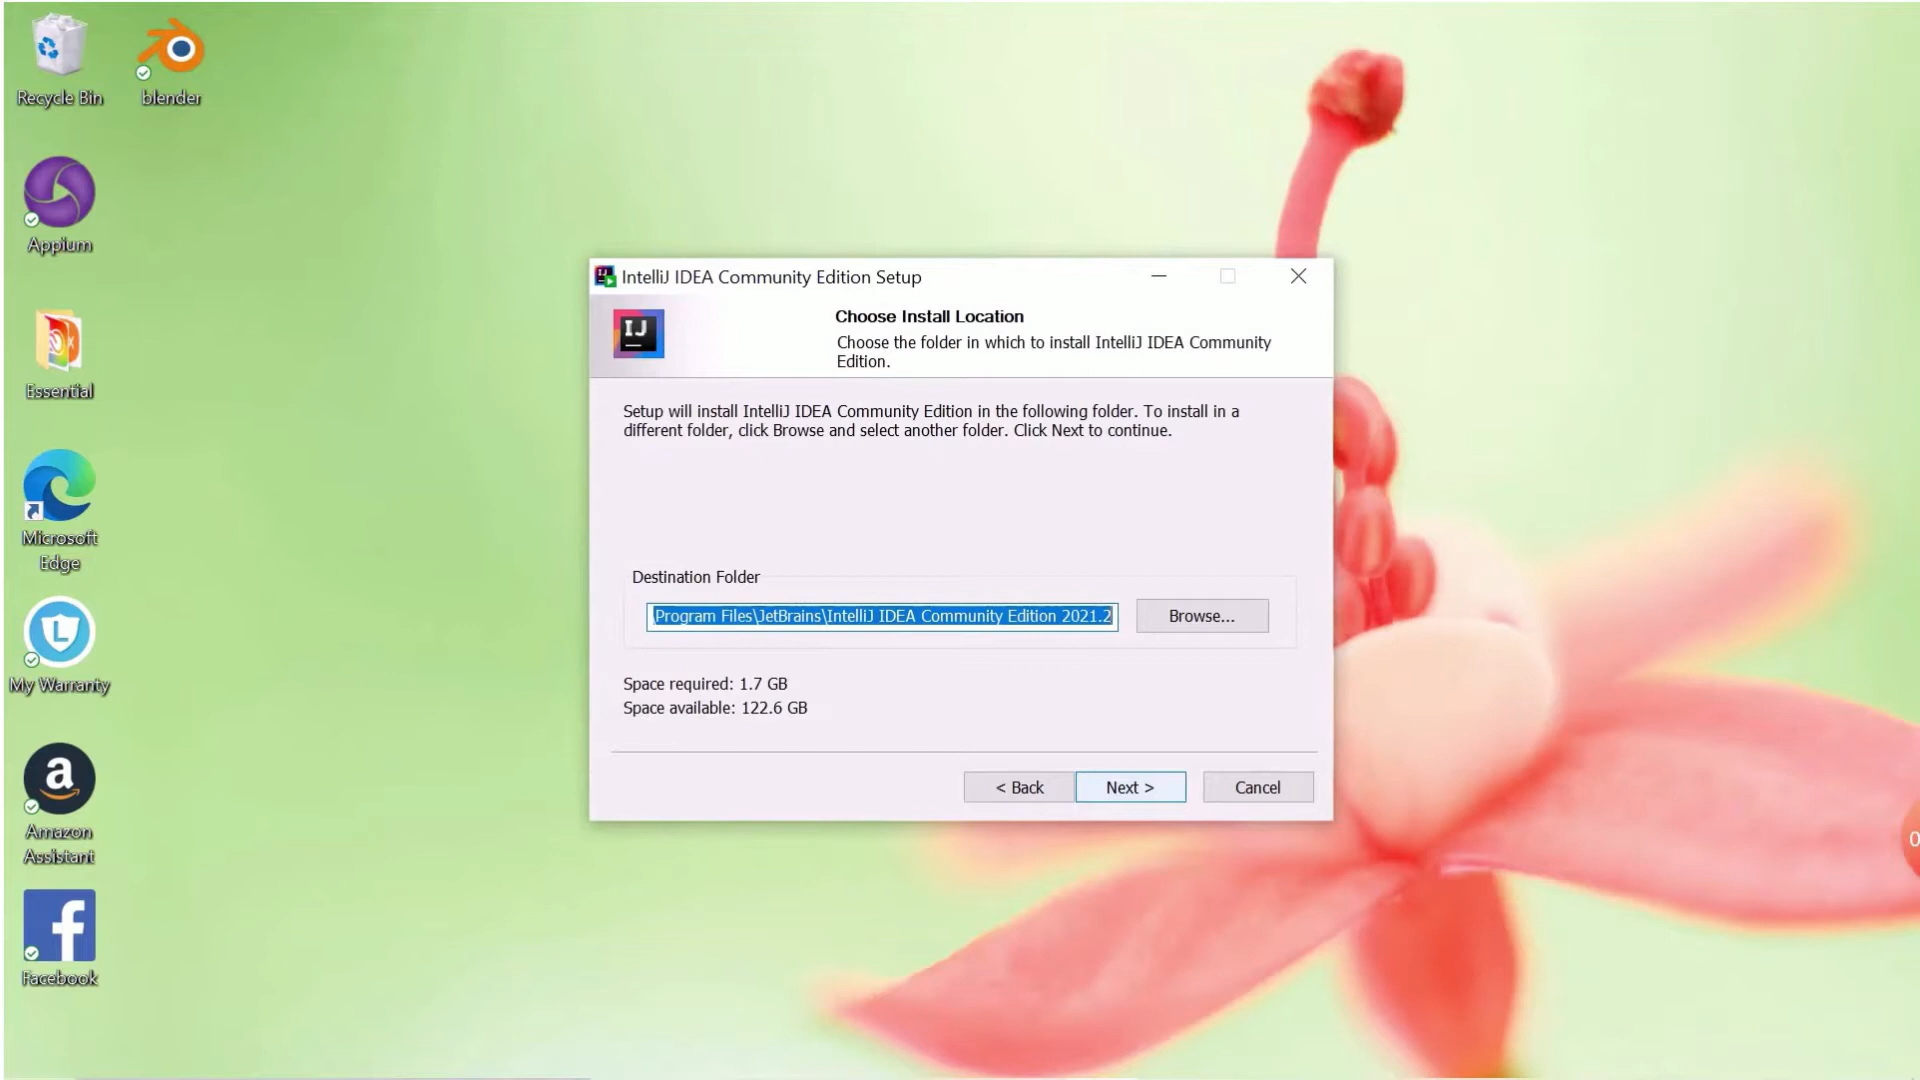 Recycle Bin
blender
Appium
Essential
Microsoft
Edge
My Warranty
a
Amazon
Assistant
f
Facebook
IntelliJ IDEA Community Edition Setup
IJ
Choose Install Location
Choose the folder in which to install IntelliJ IDEA Community
Edition.
Setup will install IntelliJ IDEA Community Edition in the following folder. To install in a
different folder, click Browse and select another folder. Click Next to continue.
Destination Folder
\Program Files\JetBrains\IntelliJ IDEA Community Edition 2021.2
Browse...
Space required: 1.7 GB
Space available: 122.6 GB
< Back
Next >
Cancel
0